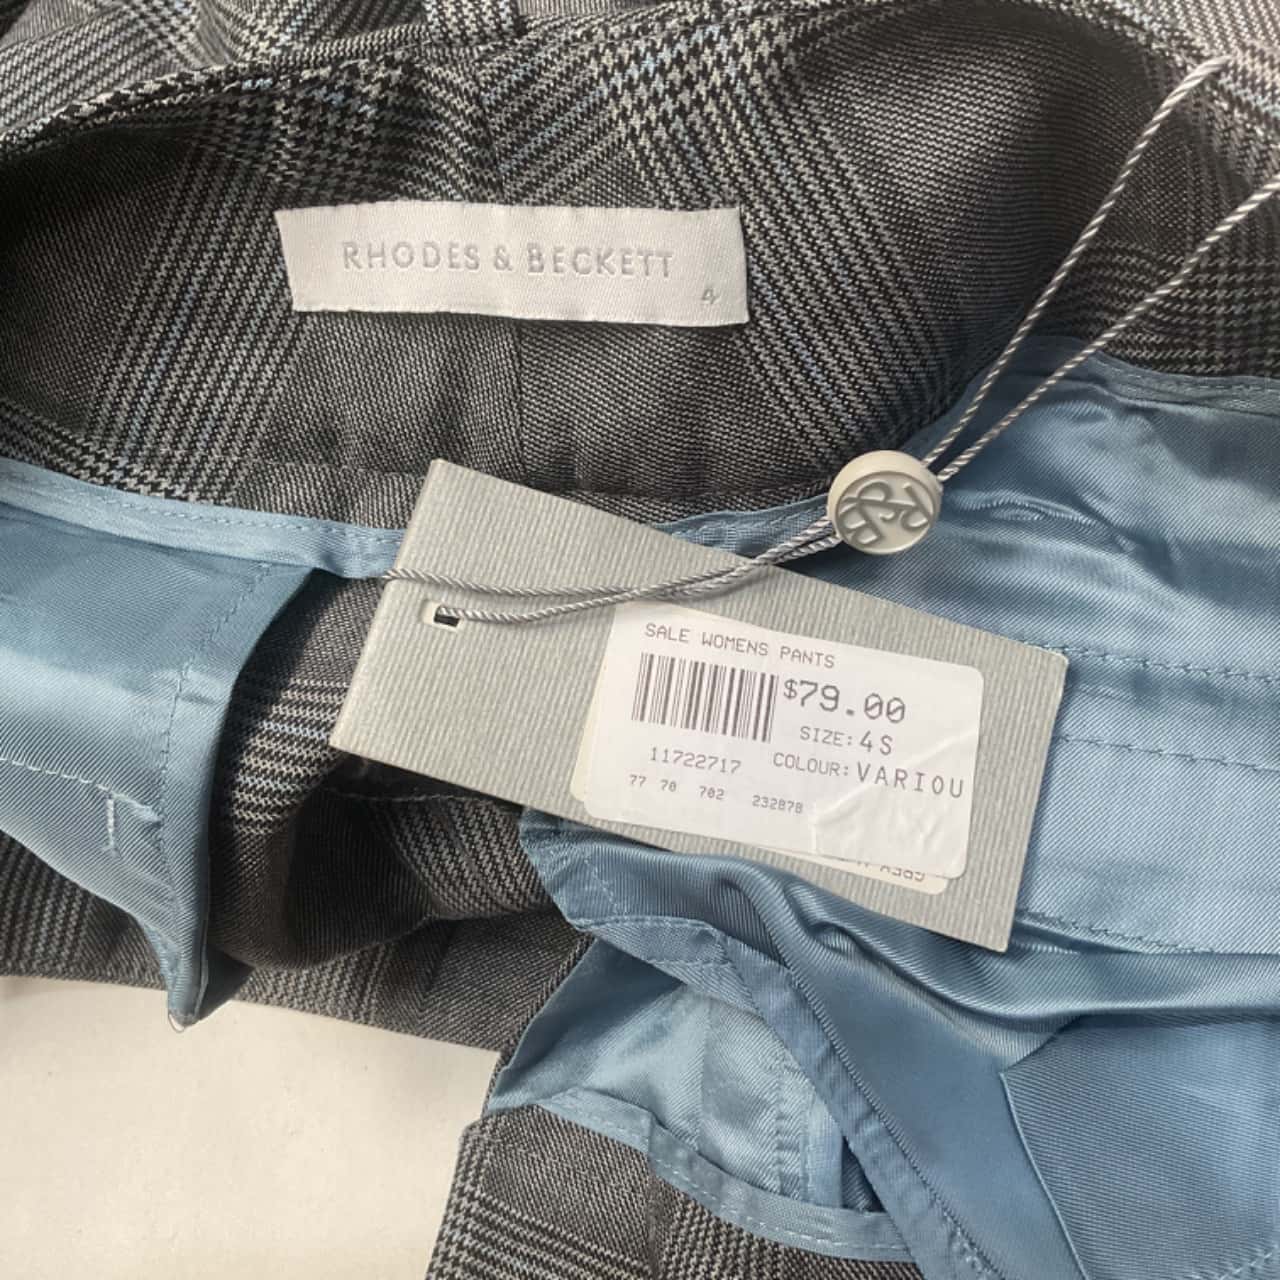 RHODES & BECKETT
4
SALE WOMENS PANTS
$79.00
SIZE: 4S
11722717
COLOUR: VARIOU
77 70 702 232878